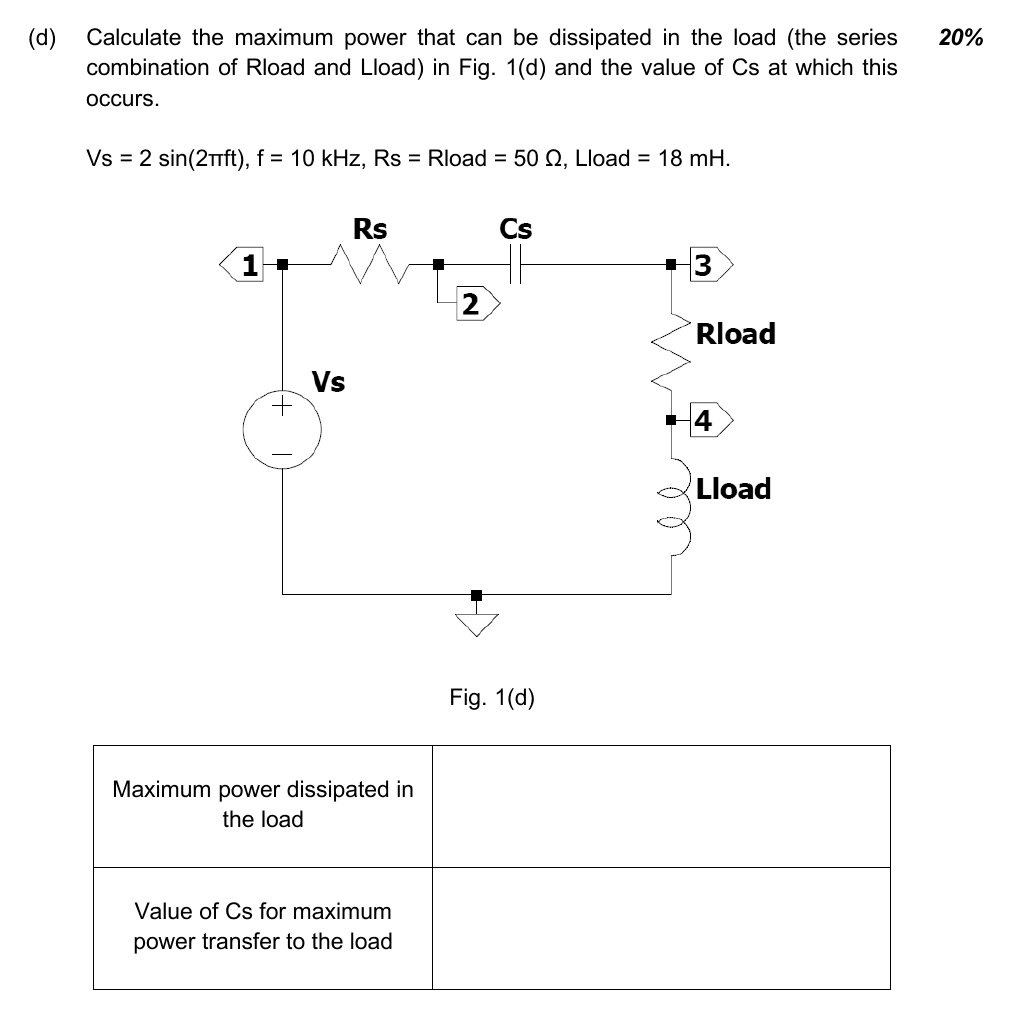 (d) Calculate the maximum power that can be dissipated in the load (the series 20%
combination of Rload and Lload) in Fig. 1(d) and the value of Cs at which this
occurs.
Vs = 2 sin(2πft), f = 10 kHz, Rs = Rload = 50 Ω, Lload = 18 mH.
Rs Cs
1 3
2
Rload
Vs
+
4
Lload
Fig. 1(d)
Maximum power dissipated in
the load
Value of Cs for maximum
power transfer to the load